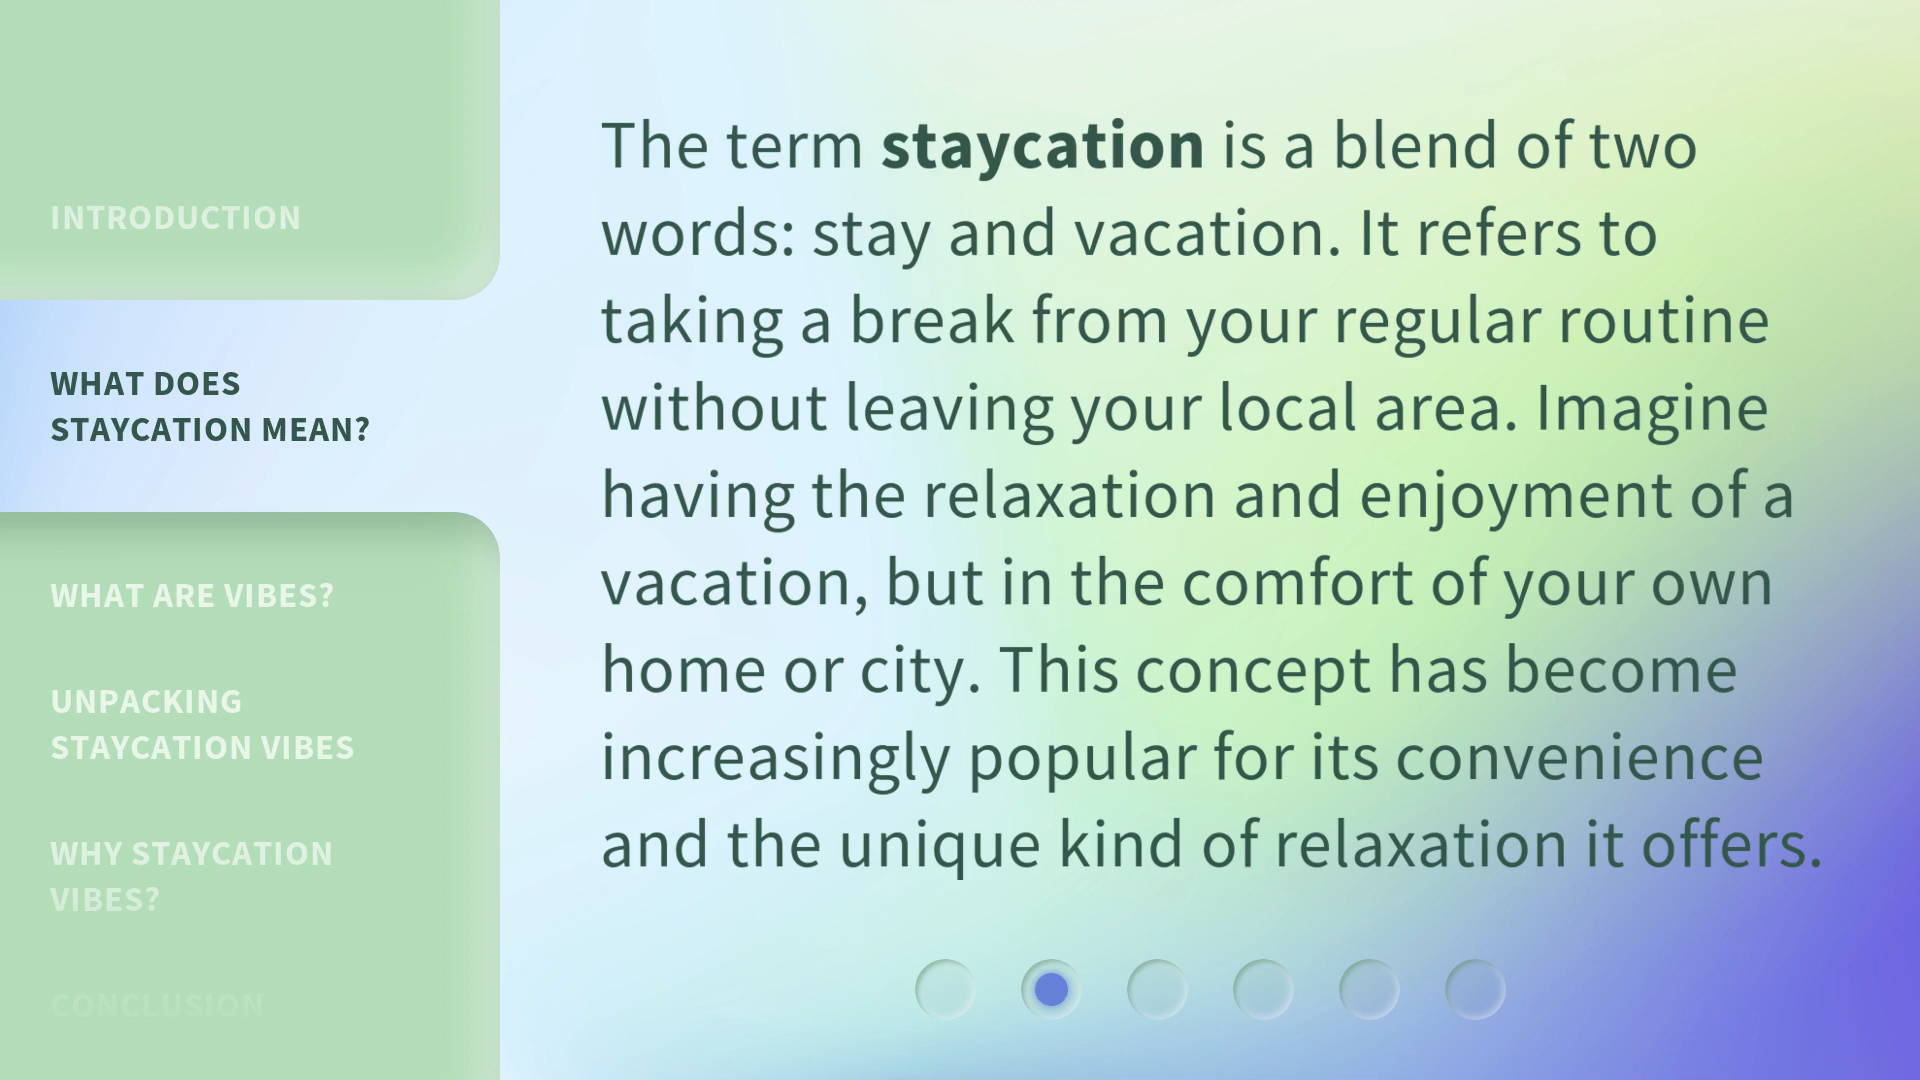 INTRODUCTION
WHAT DOES
STAYCATION MEAN?
WHAT ARE VIBES?
UNPACKING
STAYCATION VIBES
WHY STAYCATION
VIBES?
CONCLUSION
The term staycation is a blend of two
words: stay and vacation. It refers to
taking a break from your regular routine
without leaving your local area. Imagine
having the relaxation and enjoyment of a
vacation, but in the comfort of your own
home or city. This concept has become
increasingly popular for its convenience
and the unique kind of relaxation it offers.